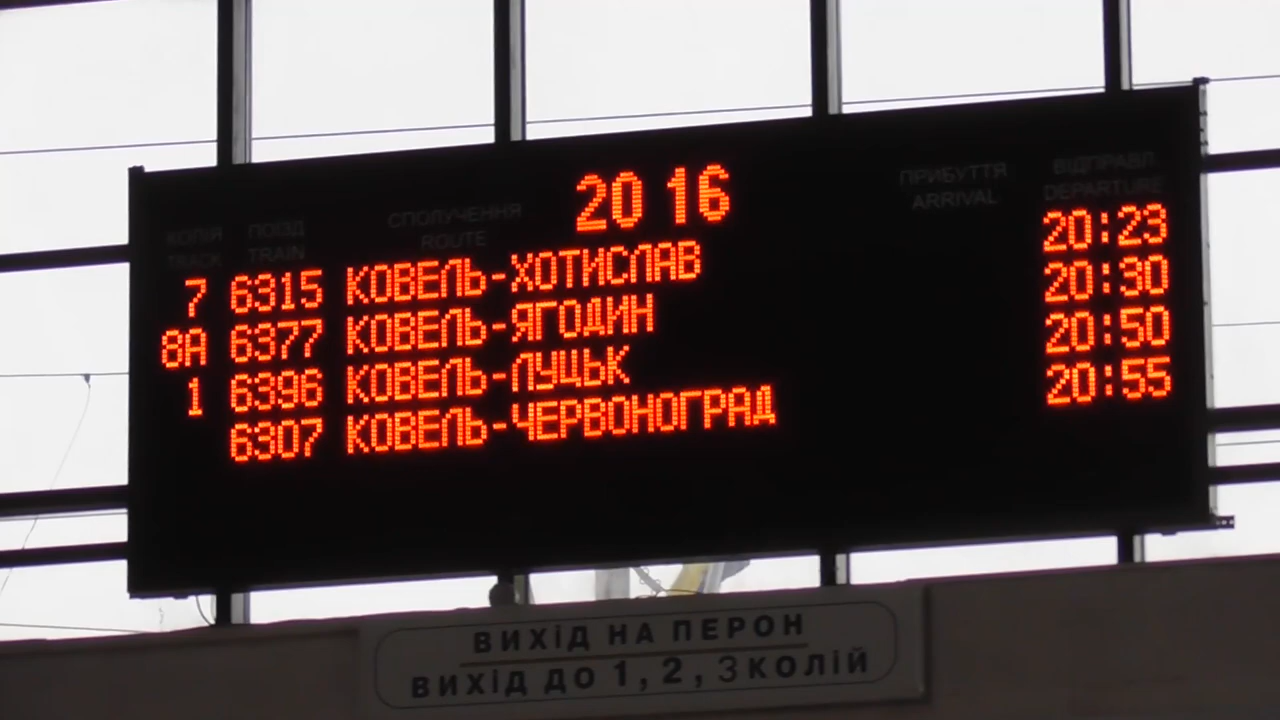 20 16
КОЛІЯ ПОЇЗД СПОЛУЧЕННЯ ПРИБУТТЯ ВІДПРАВЛ.
TRACK TRAIN ROUTE ARRIVAL DEPARTURE
7 6315 КОВЕЛЬ-ХОТИСЛАВ 20:23
8А 6377 КОВЕЛЬ-ЯГОДИН 20:30
1 6396 КОВЕЛЬ-ЛУЦЬК 20:50
6307 КОВЕЛЬ-ЧЕРВОНОГРАД 20:55
ВИХІД НА ПЕРОН
ВИХІД ДО 1, 2, 3 КОЛІЙ